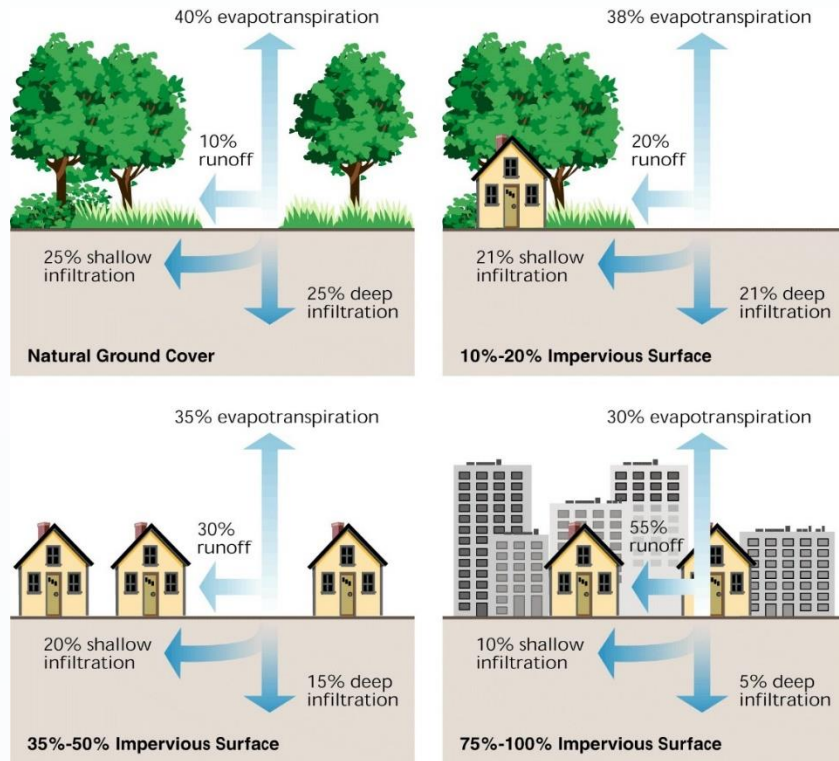 40% evapotranspiration
10%
runoff
25% shallow
infiltration
25% deep
infiltration
Natural Ground Cover
38% evapotranspiration
20%
runoff
21% shallow
infiltration
21% deep
infiltration
10%-20% Impervious Surface
35% evapotranspiration
30%
runoff
20% shallow
infiltration
15% deep
infiltration
35%-50% Impervious Surface
30% evapotranspiration
55%
runoff
10% shallow
infiltration
5% deep
infiltration
75%-100% Impervious Surface